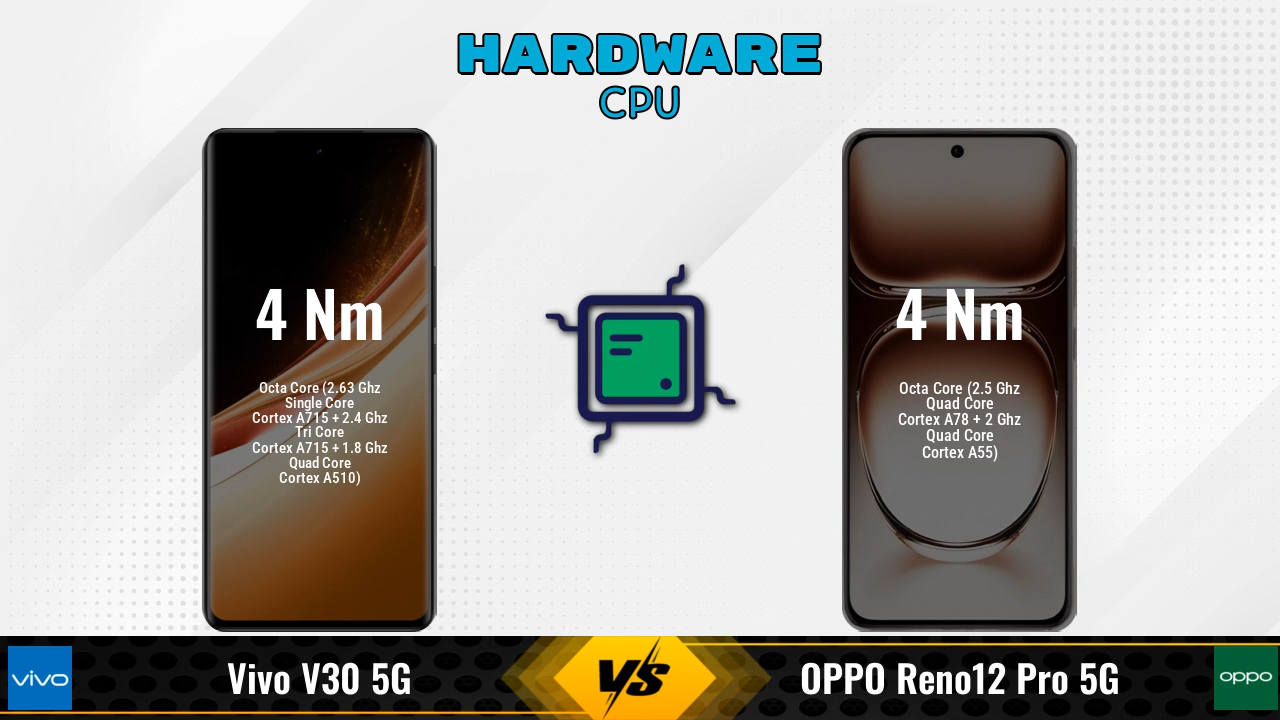 HARDWARE
CPU
4 Nm
Octa Core (2.63 Ghz
Single Core
Cortex A715 + 2.4 Ghz
Tri Core
Cortex A715 + 1.8 Ghz
Quad Core
Cortex A510)
4 Nm
Octa Core (2.5 Ghz
Quad Core
Cortex A78 + 2 Ghz
Quad Core
Cortex A55)
vivo
Vivo V30 5G
VS
OPPO Reno12 Pro 5G
oppo